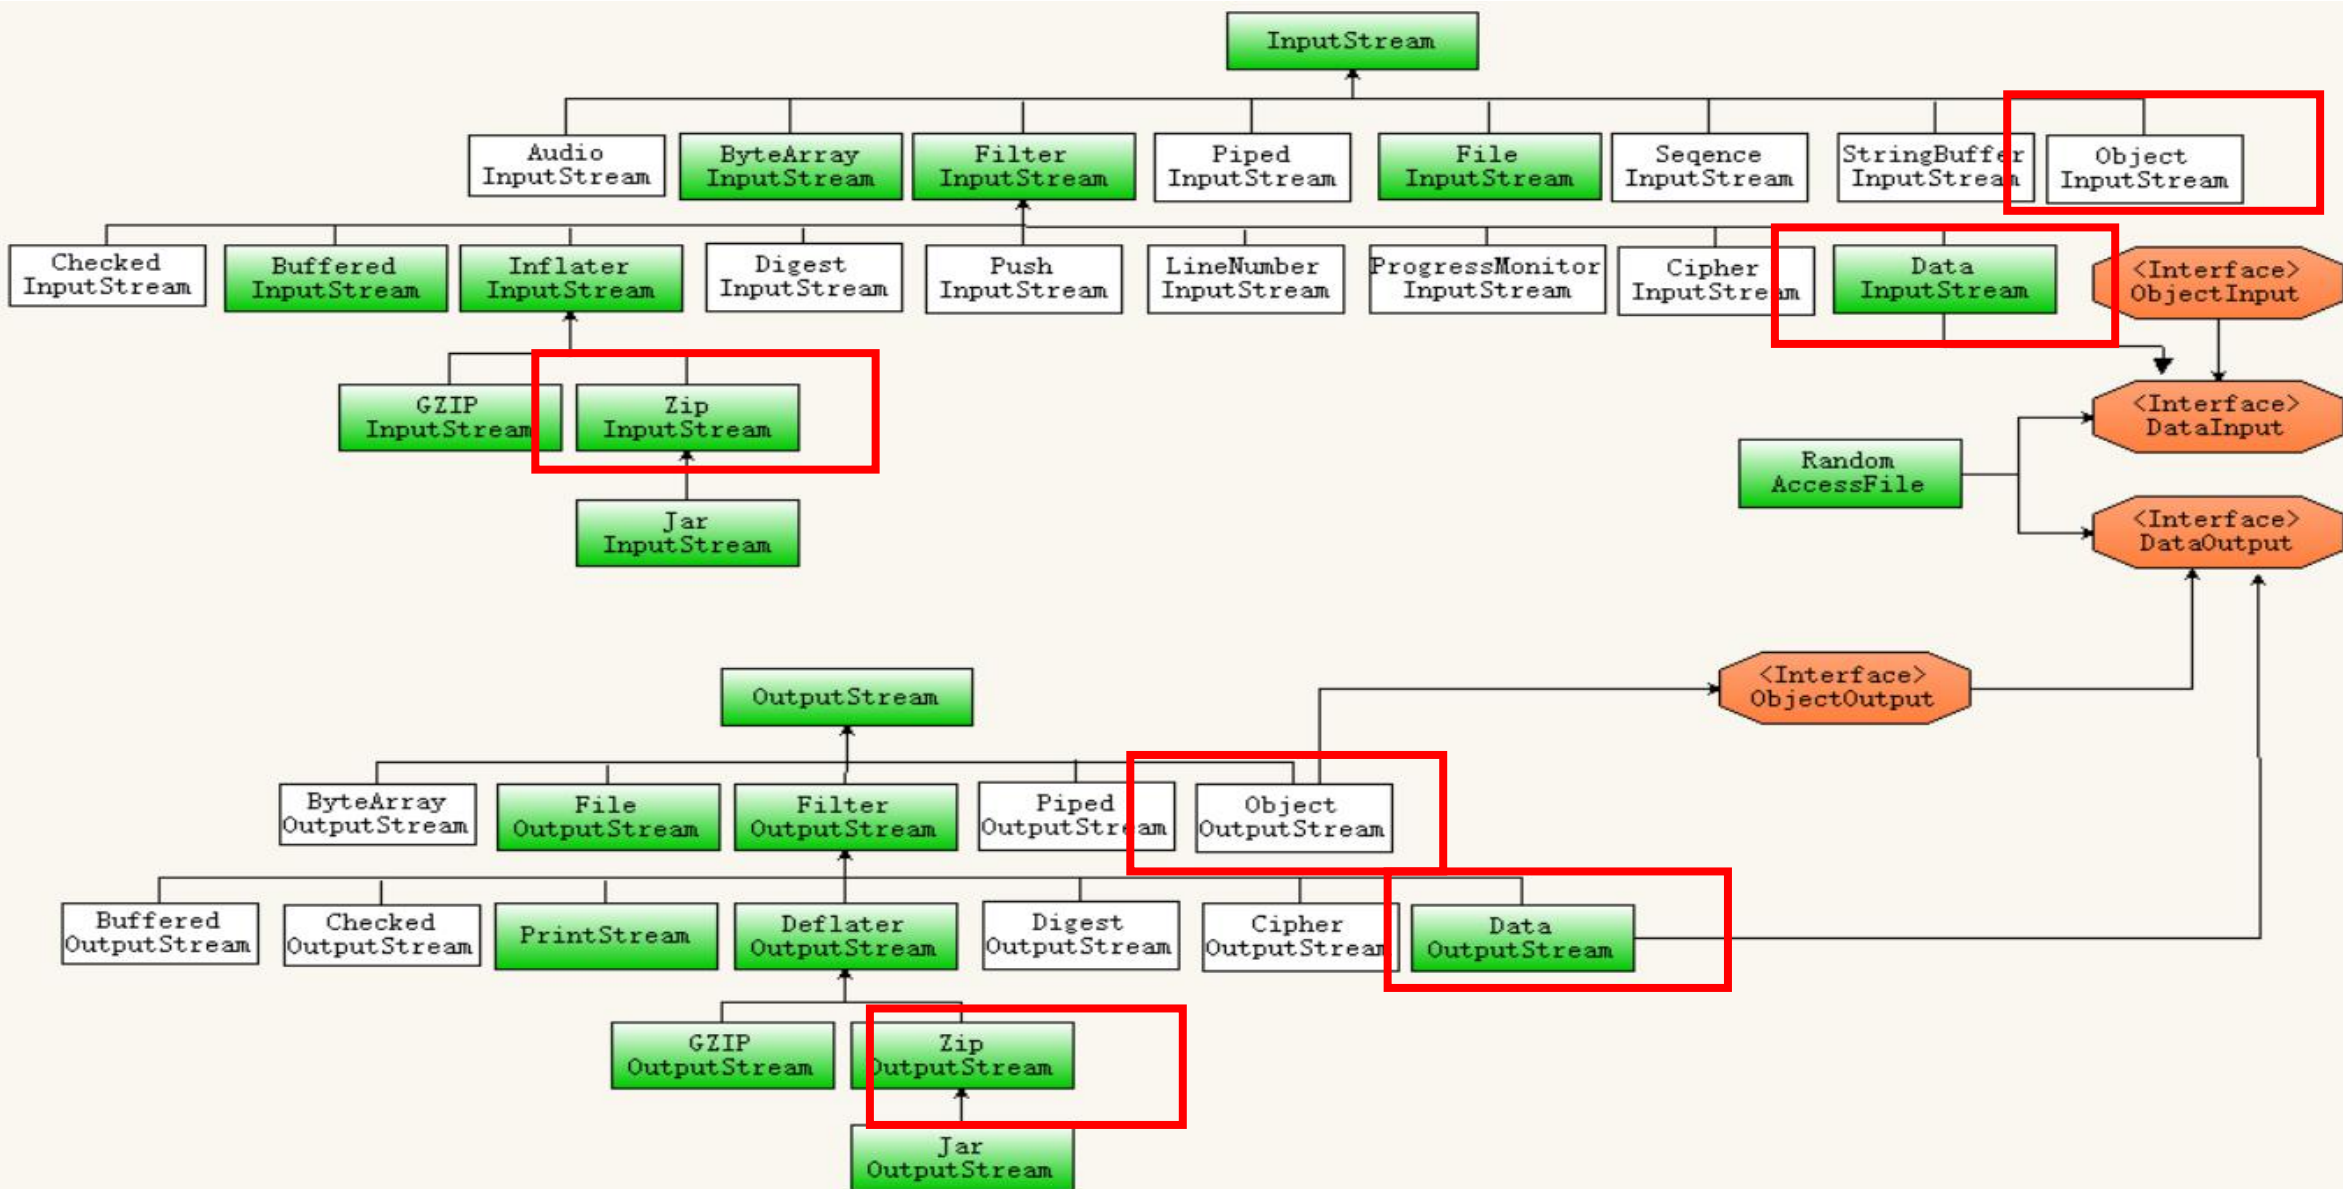 InputStream
Audio
InputStream
ByteArray
InputStream
Filter
InputStream
Piped
InputStream
File
InputStream
Seqence
InputStream
StringBuffer
InputStream
Object
InputStream
Checked
InputStream
Buffered
InputStream
Inflater
InputStream
Digest
InputStream
Push
InputStream
LineNumber
InputStream
ProgressMonitor
InputStream
Cipher
InputStream
Data
InputStream
<Interface>
ObjectInput
GZIP
InputStream
Zip
InputStream
<Interface>
DataInput
Random
AccessFile
Jar
InputStream
<Interface>
DataOutput
OutputStream
<Interface>
ObjectOutput
ByteArray
OutputStream
File
OutputStream
Filter
OutputStream
Piped
OutputStream
Object
OutputStream
Buffered
OutputStream
Checked
OutputStream
PrintStream
Deflater
OutputStream
Digest
OutputStream
Cipher
OutputStream
Data
OutputStream
GZIP
OutputStream
Zip
OutputStream
Jar
OutputStream